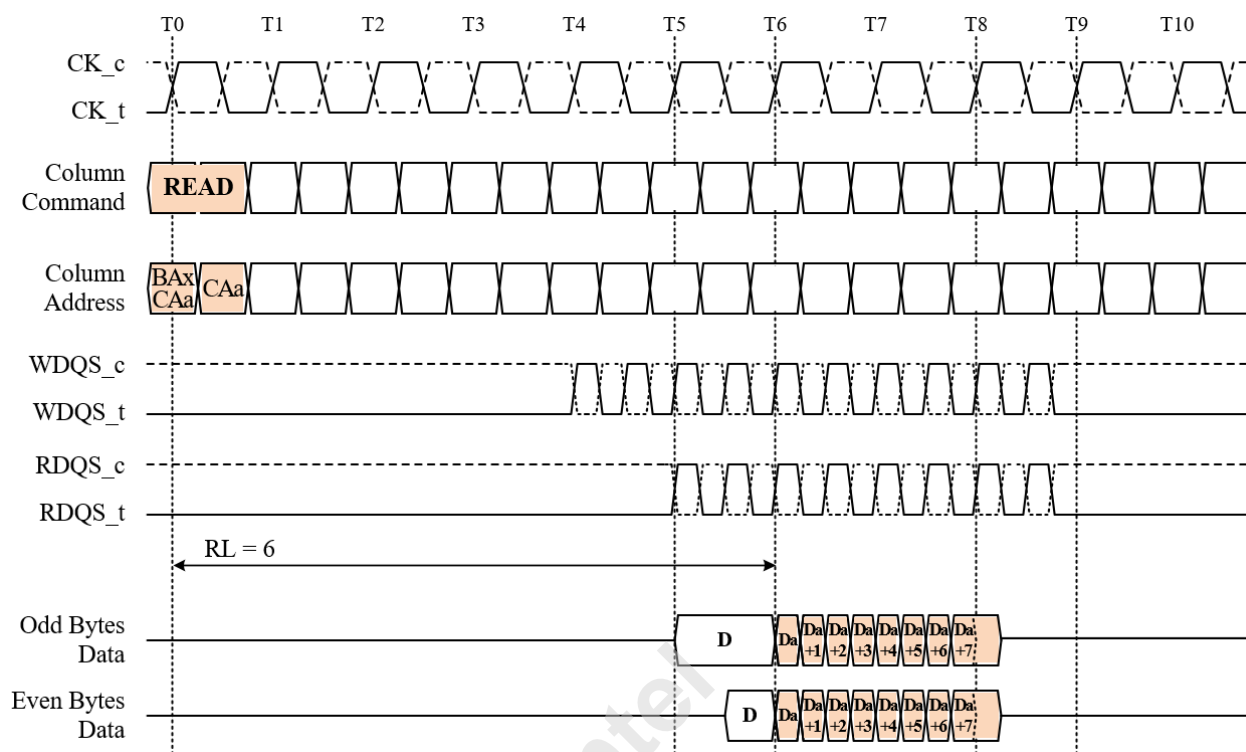 T0 T1 T2 T3 T4 T5 T6 T7 T8 T9 T10
CK_c
CK_t
Column
Command
READ
Column
Address
BAx
CAa
CAa
WDQS_c
WDQS_t
RDQS_c
RDQS_t
RL = 6
Odd Bytes
Data
D
Da
Da
+1
Da
+2
Da
+3
Da
+4
Da
+5
Da
+6
Da
+7
Even Bytes
Data
D
Da
Da
+1
Da
+2
Da
+3
Da
+4
Da
+5
Da
+6
Da
+7